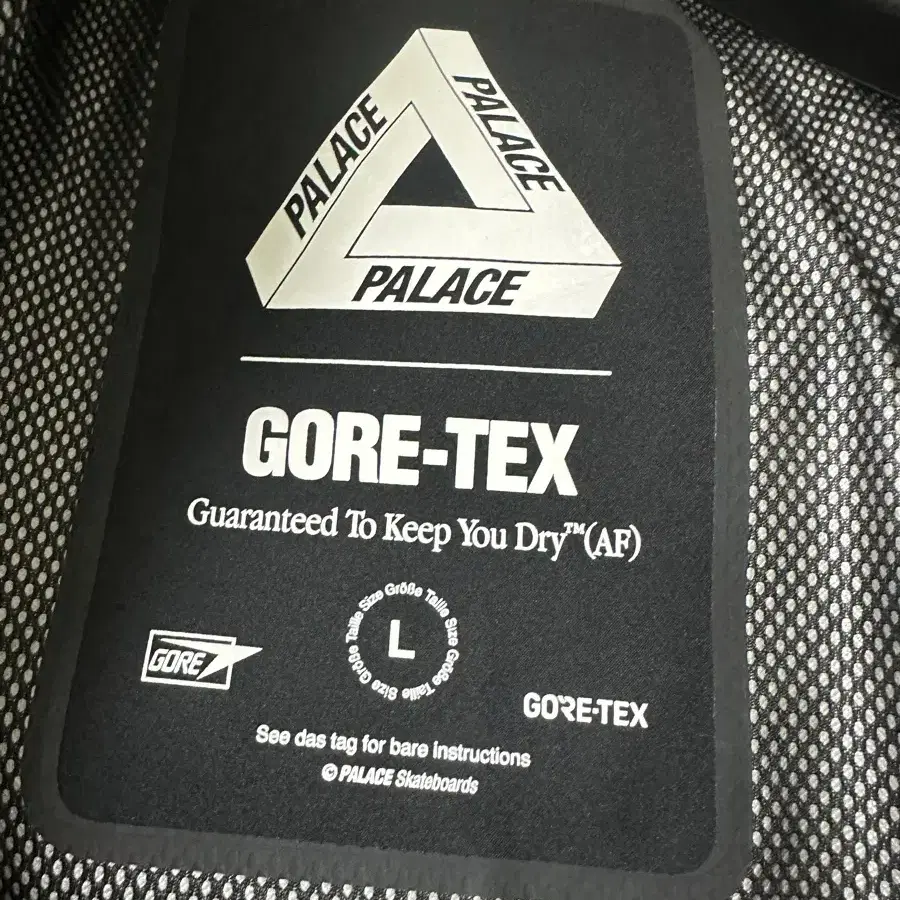 PALACE
PALACE
PALACE
GORE-TEX
Guaranteed To Keep You Dry™(AF)
Size Größe Taille Size Größe Taille Size Größe Taille
L
GORE
GORE-TEX
See das tag for bare instructions
© PALACE Skateboards